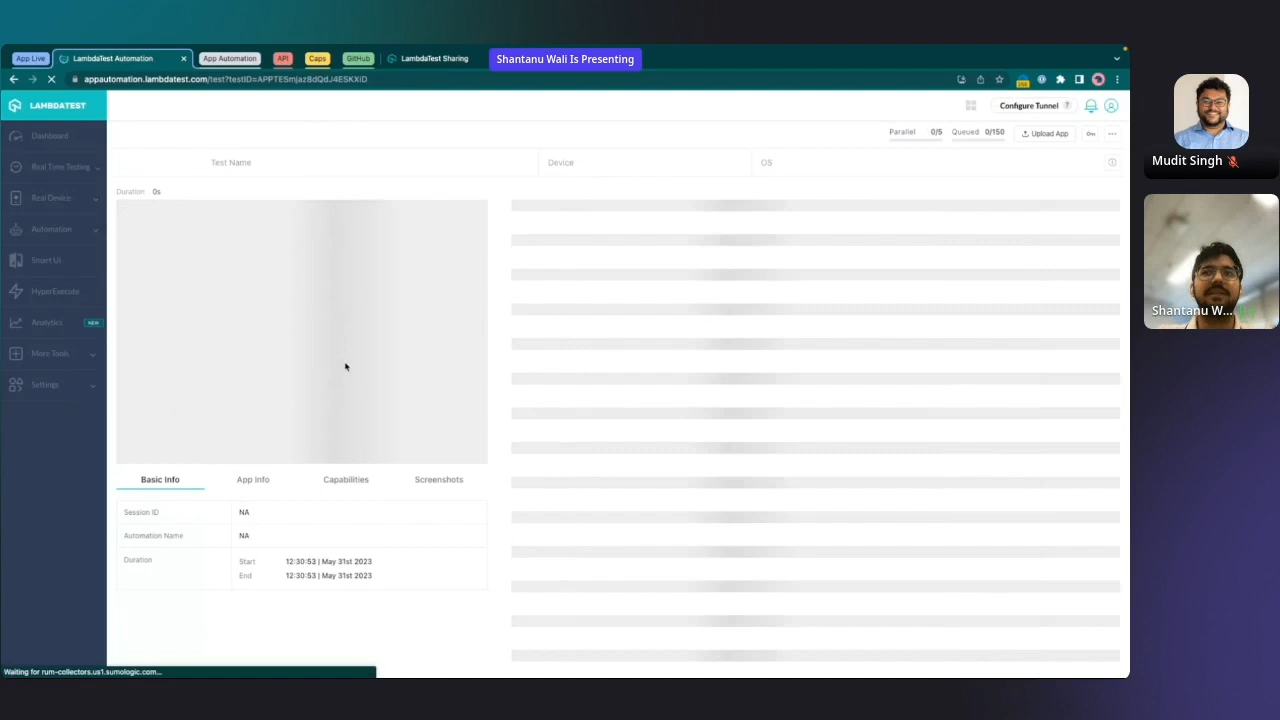 App Live
LambdaTest Automation
App Automation
API
Caps
GitHub
LambdaTest Sharing
Shantanu Wali Is Presenting
appautomation.lambdatest.com/test?testID=APPTESmjaz8dQdJ4ESKXiD
LAMBDATEST
Configure Tunnel ?
Dashboard
Real Time Testing
Real Device
Automation
Smart UI
HyperExecute
Analytics NEW
More Tools
Settings
Parallel 0/5 Queued 0/150 Upload App
Test Name Device OS
Duration 0s
Basic Info App Info Capabilities Screenshots
Session ID NA
Automation Name NA
Duration Start 12:30:53 | May 31st 2023
End 12:30:53 | May 31st 2023
Waiting for rum-collectors.us1.sumologic.com...
Mudit Singh
Shantanu W...